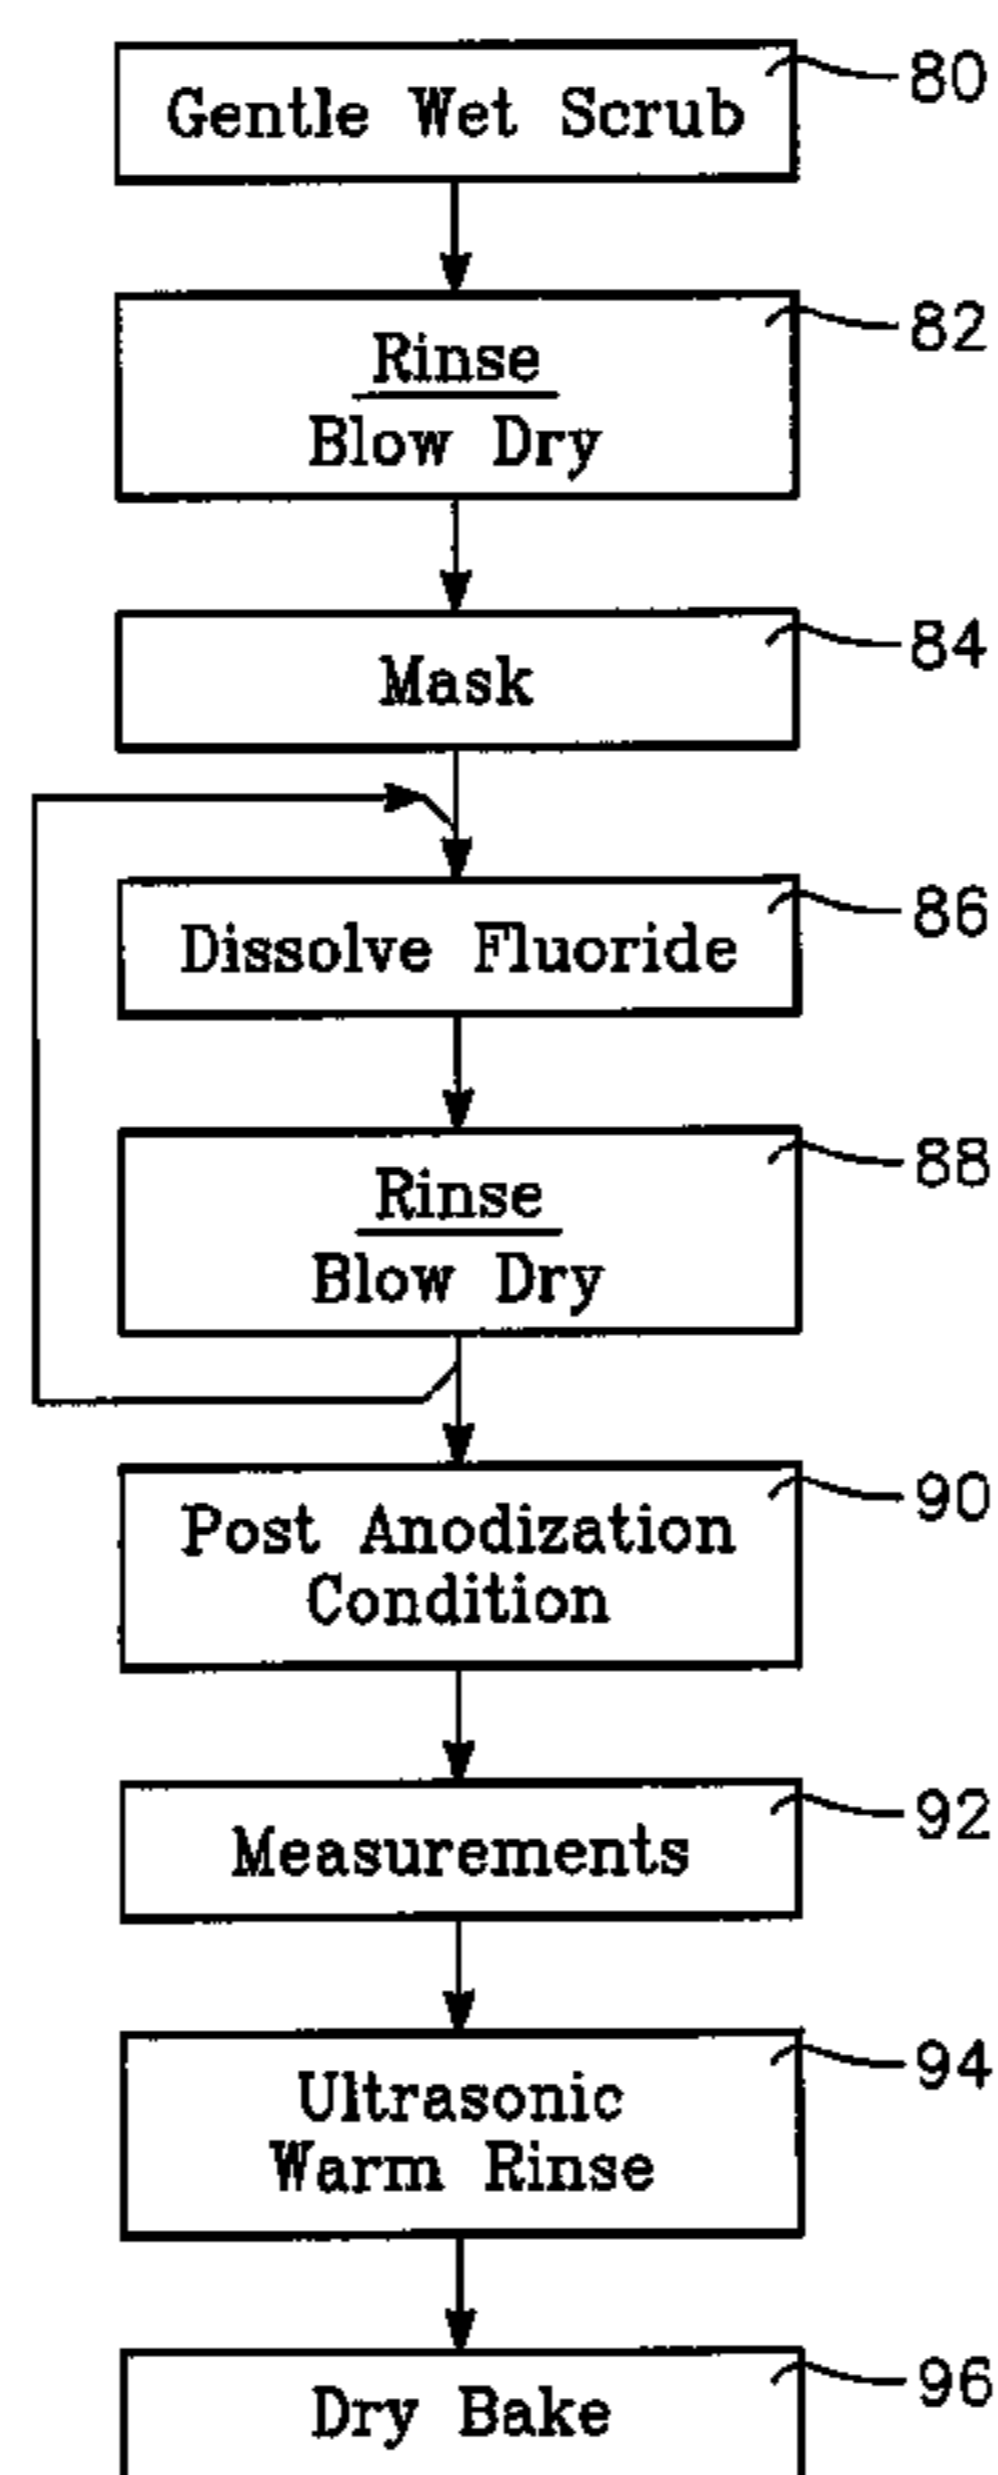 Gentle Wet Scrub
80
Rinse
82
Blow Dry
Mask
84
Dissolve Fluoride
86
Rinse
88
Blow Dry
Post Anodization
90
Condition
Measurements
92
Ultrasonic
94
Warm Rinse
Dry Bake
96